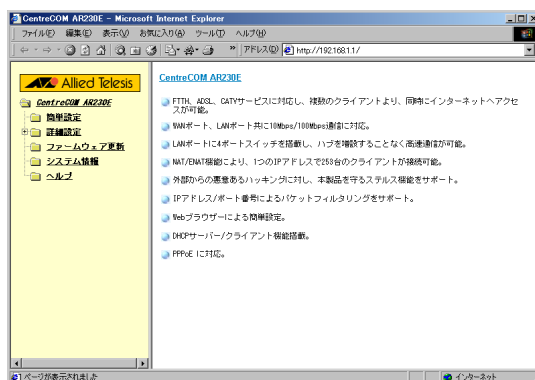 CentreCOM AR230E - Microsoft Internet Explorer
ファイル(F) 編集(E) 表示(V) お気に入り(A) ツール(T) ヘルプ(H)
アドレス(D) http://192.168.1.1/
Allied Telesis
CentreCOM AR230E
簡単設定
詳細設定
ファームウェア更新
システム情報
ヘルプ
CentreCOM AR230E
FTTH、ADSL、CATVサービスに対応し、複数のクライアントより、同時にインターネットへアクセ
スが可能。
WANポート、LANポート共に10Mbps/100Mbps通信に対応。
LANポートに4ポートスイッチを搭載し、ハブを増設することなく高速通信が可能。
NAT/ENAT機能により、1つのIPアドレスで253台のクライアントが接続可能。
外部からの悪意あるハッキングに対し、本製品を守るステルス機能をサポート。
IPアドレス/ポート番号によるパケットフィルタリングをサポート。
Webブラウザーによる簡単設定。
DHCPサーバー/クライアント機能搭載。
PPPoE に対応。
ページが表示されました インターネット